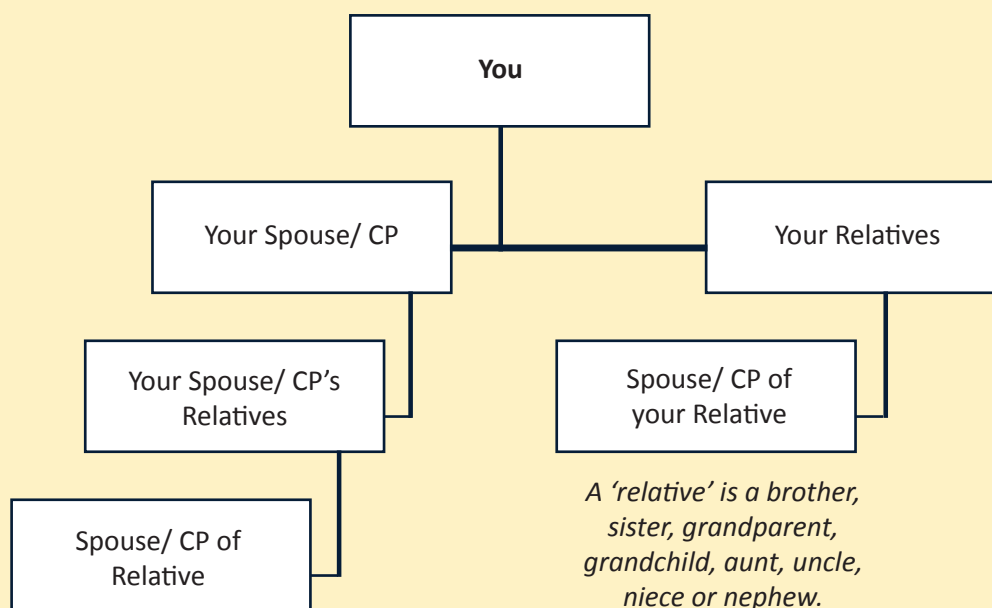 You
Your Spouse/ CP
Your Relatives
Your Spouse/ CP’s
Relatives
Spouse/ CP of
your Relative
Spouse/ CP of
Relative
A ‘relative’ is a brother,
sister, grandparent,
grandchild, aunt, uncle,
niece or nephew.